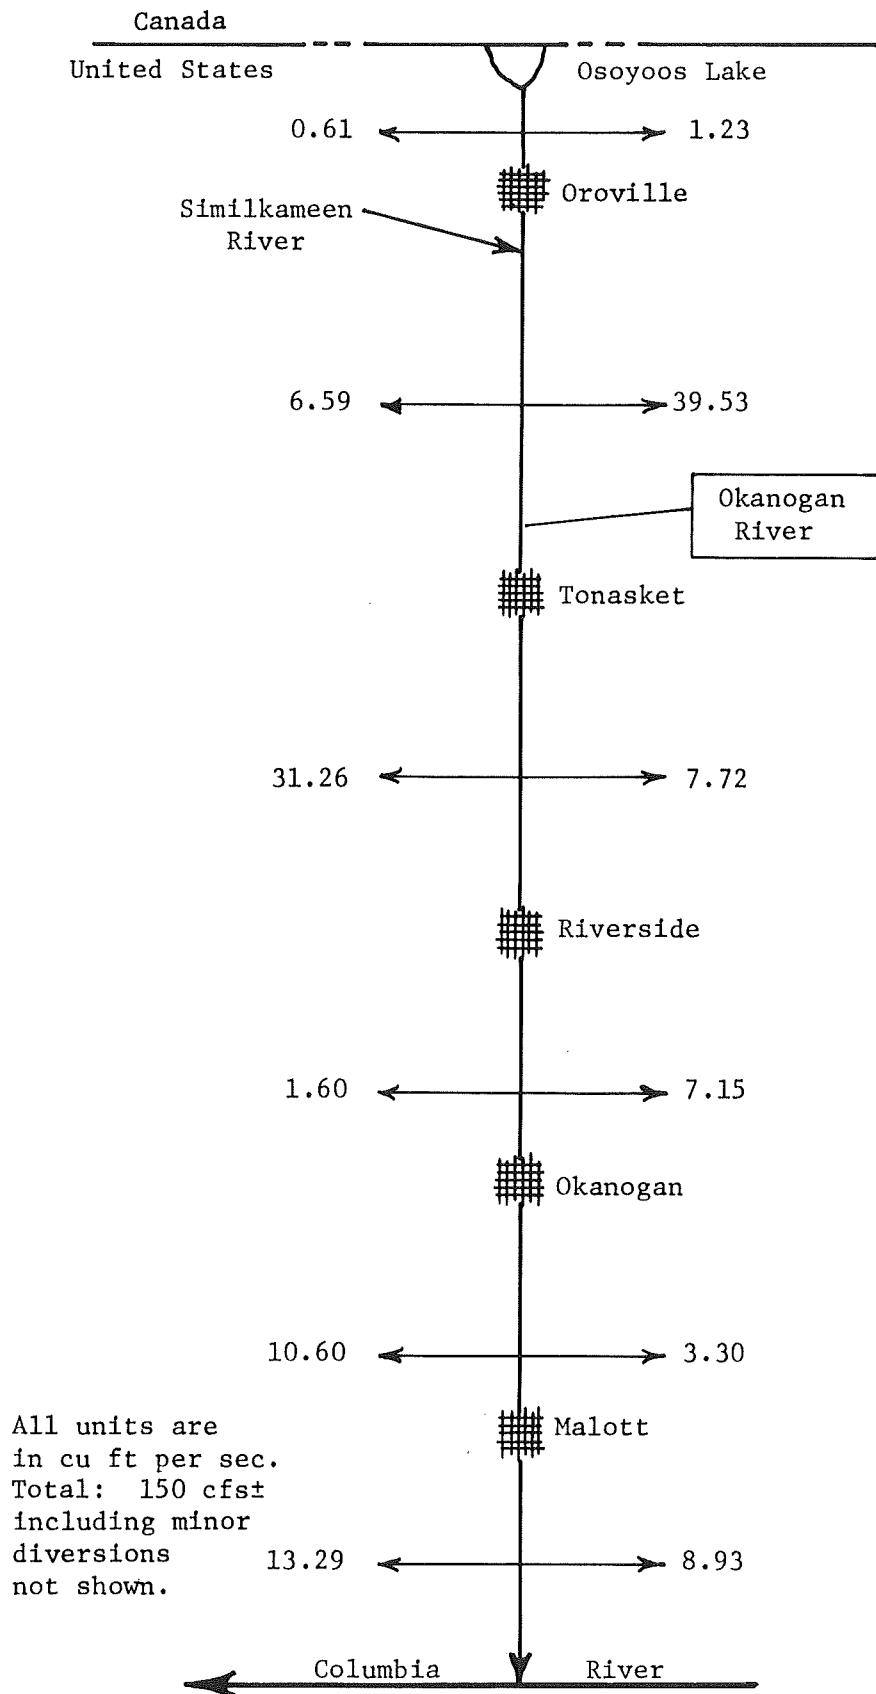 Canada
United States
Osoyoos Lake
0.61
1.23
Oroville
Similkameen
River
6.59
39.53
Okanogan
River
Tonasket
31.26
7.72
Riverside
1.60
7.15
Okanogan
10.60
3.30
Malott
All units are
in cu ft per sec.
Total: 150 cfs±
including minor
diversions
not shown.
13.29
8.93
Columbia River